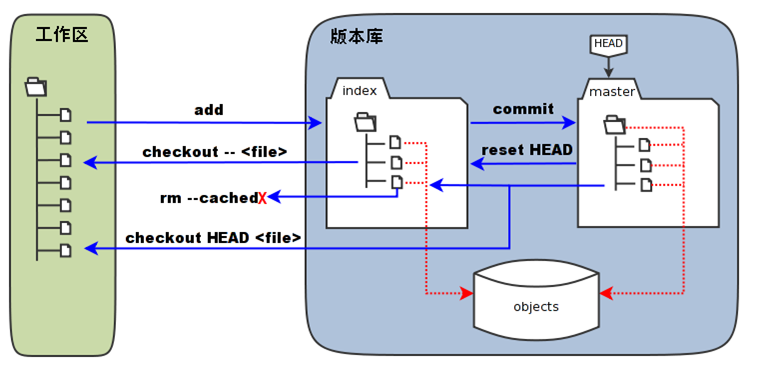 工作区
版本库
HEAD
index
master
add
commit
checkout -- <file>
reset HEAD
rm --cachedX
checkout HEAD <file>
objects